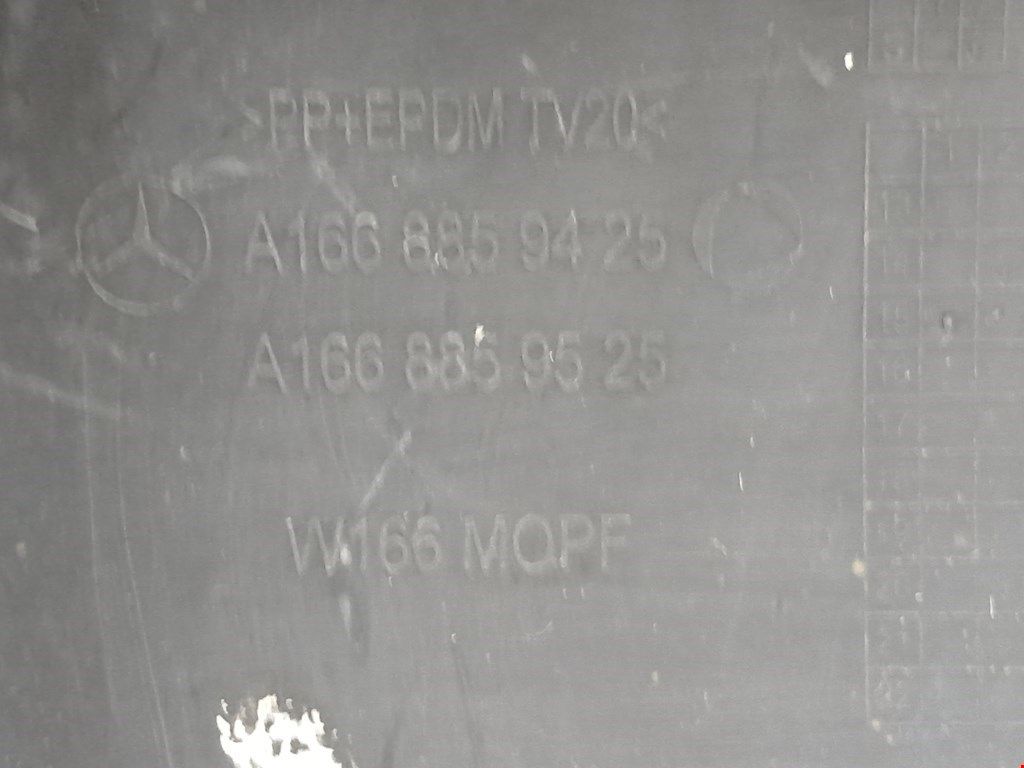 >PP+EPDM TV20<
A166 885 94 25
A166 885 95 25
W166 MOPF